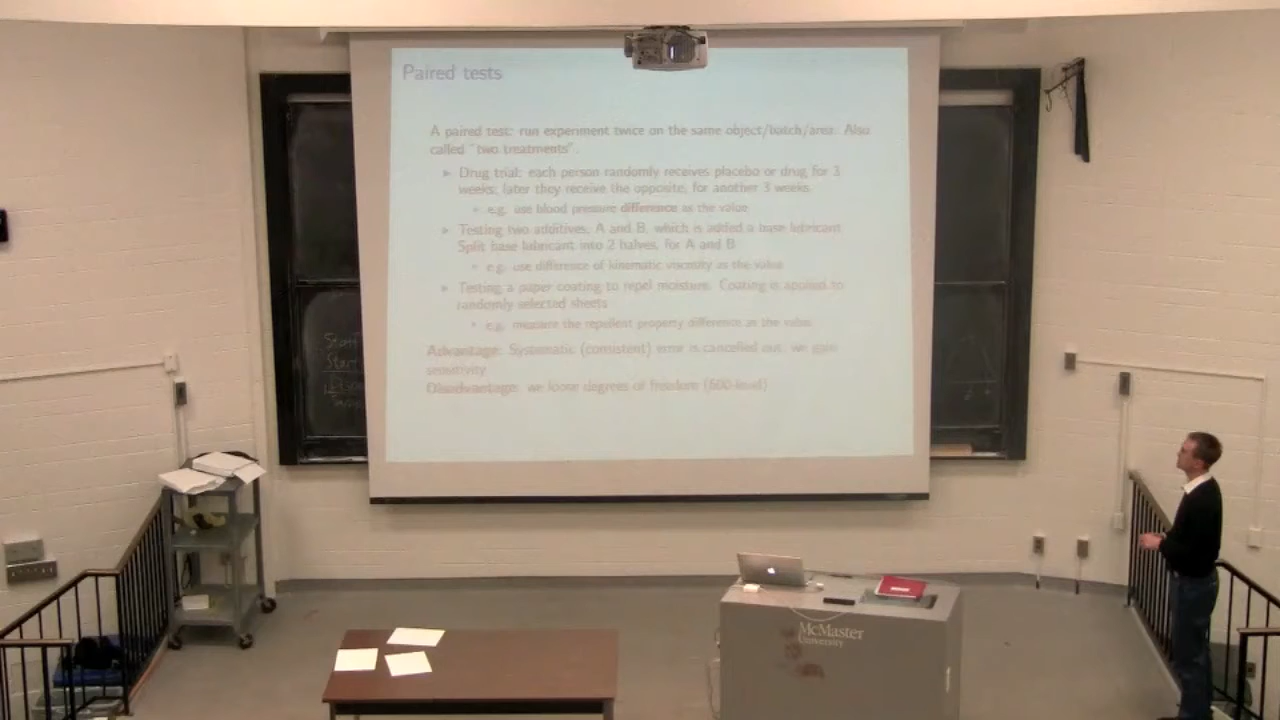 Paired tests
A paired test: run experiment twice on the same object/batch/area. Also
called "two treatments".
Drug trial: each person randomly receives placebo or drug for 3
weeks; later they receive the opposite, for another 3 weeks.
e.g. use blood pressure difference as the value
Testing two additives, A and B, which is added a base lubricant.
Split base lubricant into 2 halves, for A and B
e.g. use difference of kinematic viscosity as the value
Testing a paper coating to repel moisture. Coating is applied to
randomly selected sheets
e.g. measure the repellent property difference as the value
Advantage: Systematic (consistent) error is cancelled out; we gain
sensitivity
Disadvantage: we loose degrees of freedom (600-level)
McMaster
University